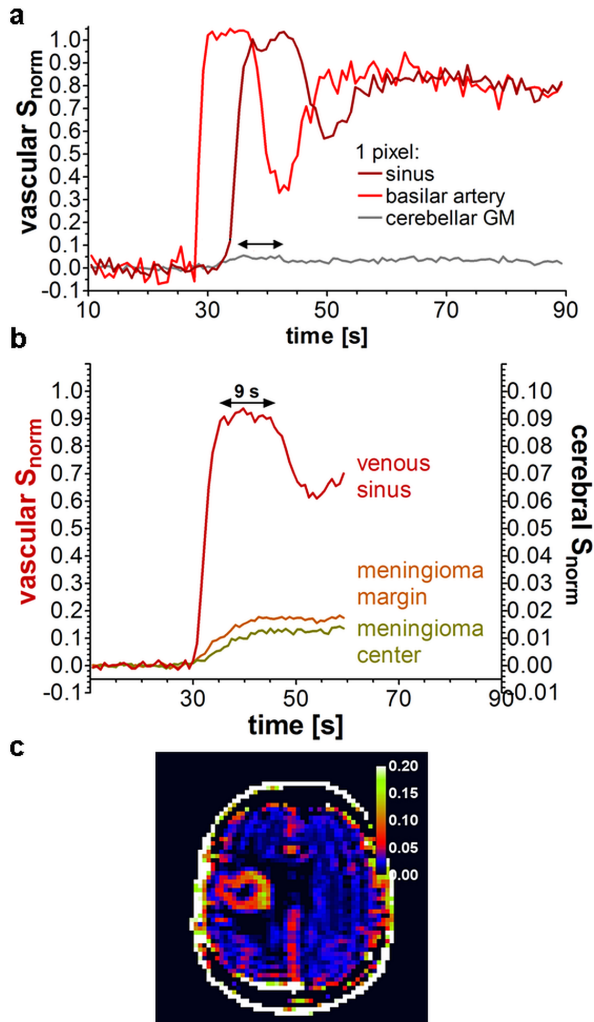 a
vascular Snorm
1.0
0.9
0.8
0.7
0.6
0.5
0.4
0.3
0.2
0.1
0.0
-0.1
1 pixel:
sinus
basilar artery
cerebellar GM
10 30 50 70 90
time [s]
b
vascular Snorm
1.0
0.9
0.8
0.7
0.6
0.5
0.4
0.3
0.2
0.1
0.0
-0.1
9 s
venous
sinus
meningioma
margin
meningioma
center
0.10
0.09
0.08
0.07
0.06
0.05
0.04
0.03
0.02
0.01
0.00
-0.01
cerebral Snorm
30 50 70 90
time [s]
c
0.20
0.15
0.10
0.05
0.00